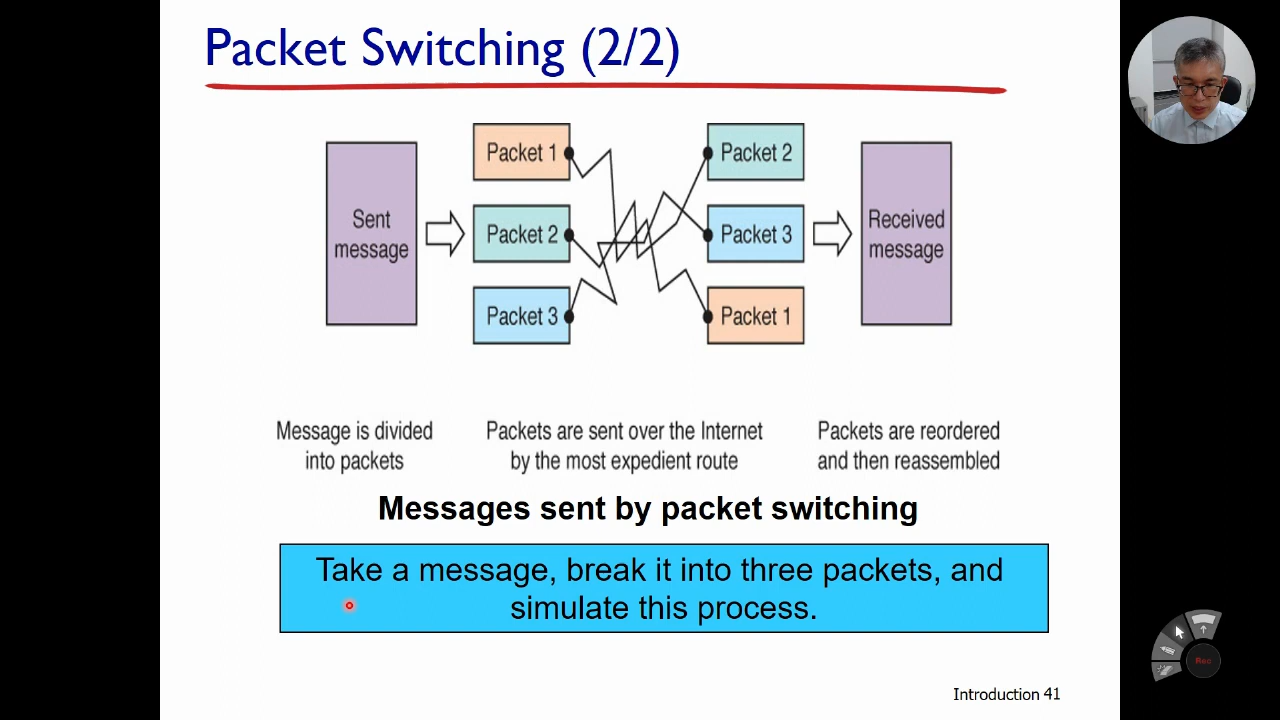 Packet Switching (2/2)
Sent
message
Packet 1
Packet 2
Packet 3
Packet 2
Packet 3
Packet 1
Received
message
Message is divided
into packets
Packets are sent over the Internet
by the most expedient route
Packets are reordered
and then reassembled
Messages sent by packet switching
Take a message, break it into three packets, and
simulate this process.
Rec
Introduction 41